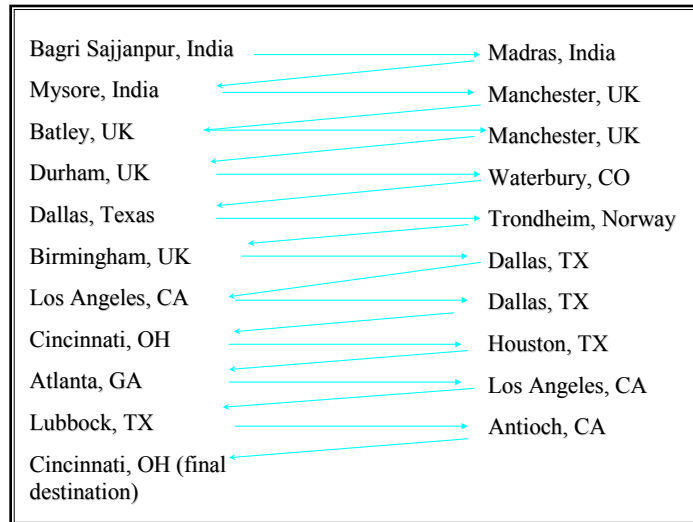 Bagri Sajjanpur, India
Madras, India
Mysore, India
Manchester, UK
Batley, UK
Manchester, UK
Durham, UK
Waterbury, CO
Dallas, Texas
Trondheim, Norway
Birmingham, UK
Dallas, TX
Los Angeles, CA
Dallas, TX
Cincinnati, OH
Houston, TX
Atlanta, GA
Los Angeles, CA
Lubbock, TX
Antioch, CA
Cincinnati, OH (final
destination)